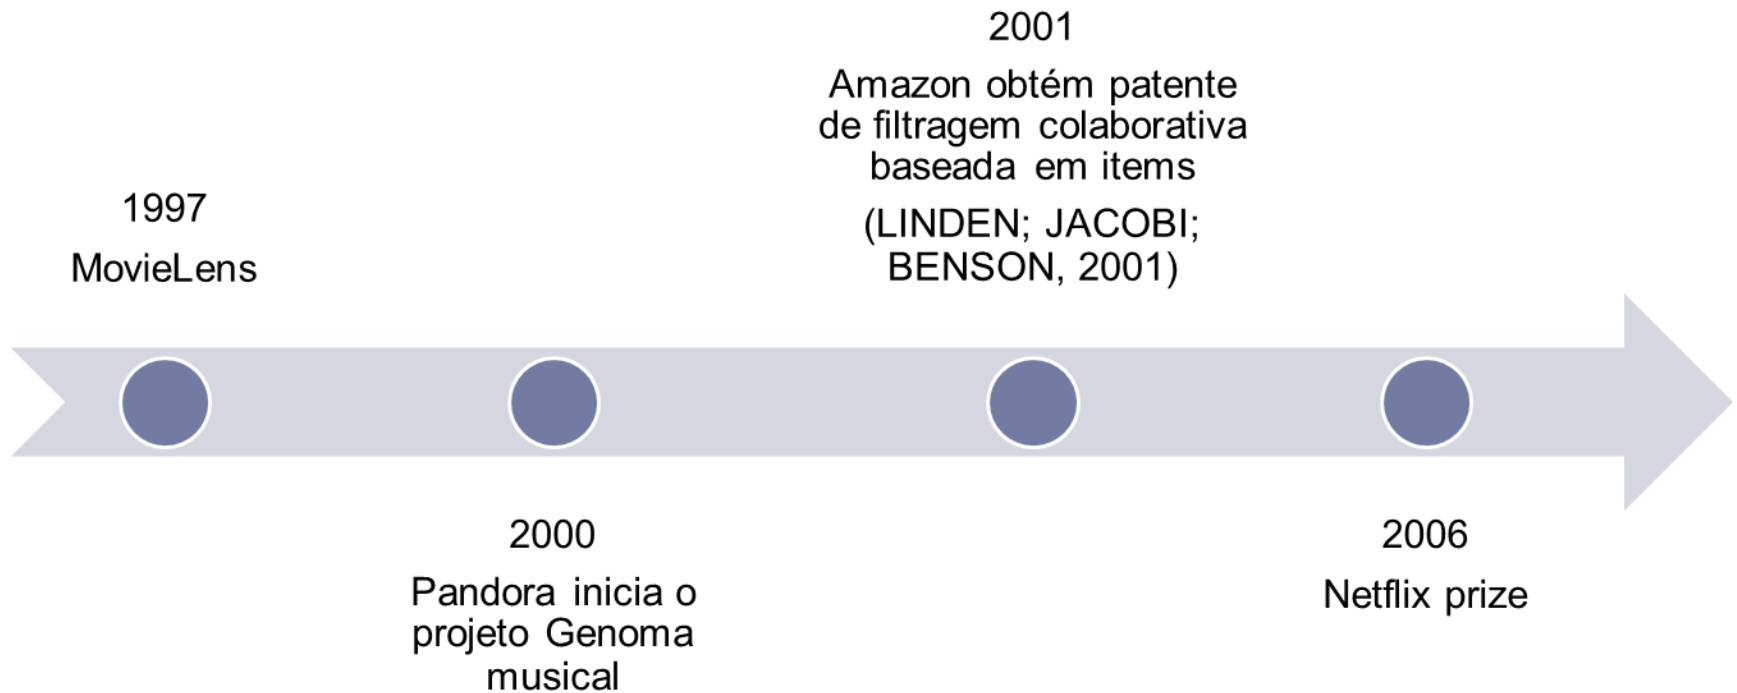 1997
MovieLens
2000
Pandora inicia o
projeto Genoma
musical
2001
Amazon obtém patente
de filtragem colaborativa
baseada em items
(LINDEN; JACOBI;
BENSON, 2001)
2006
Netflix prize